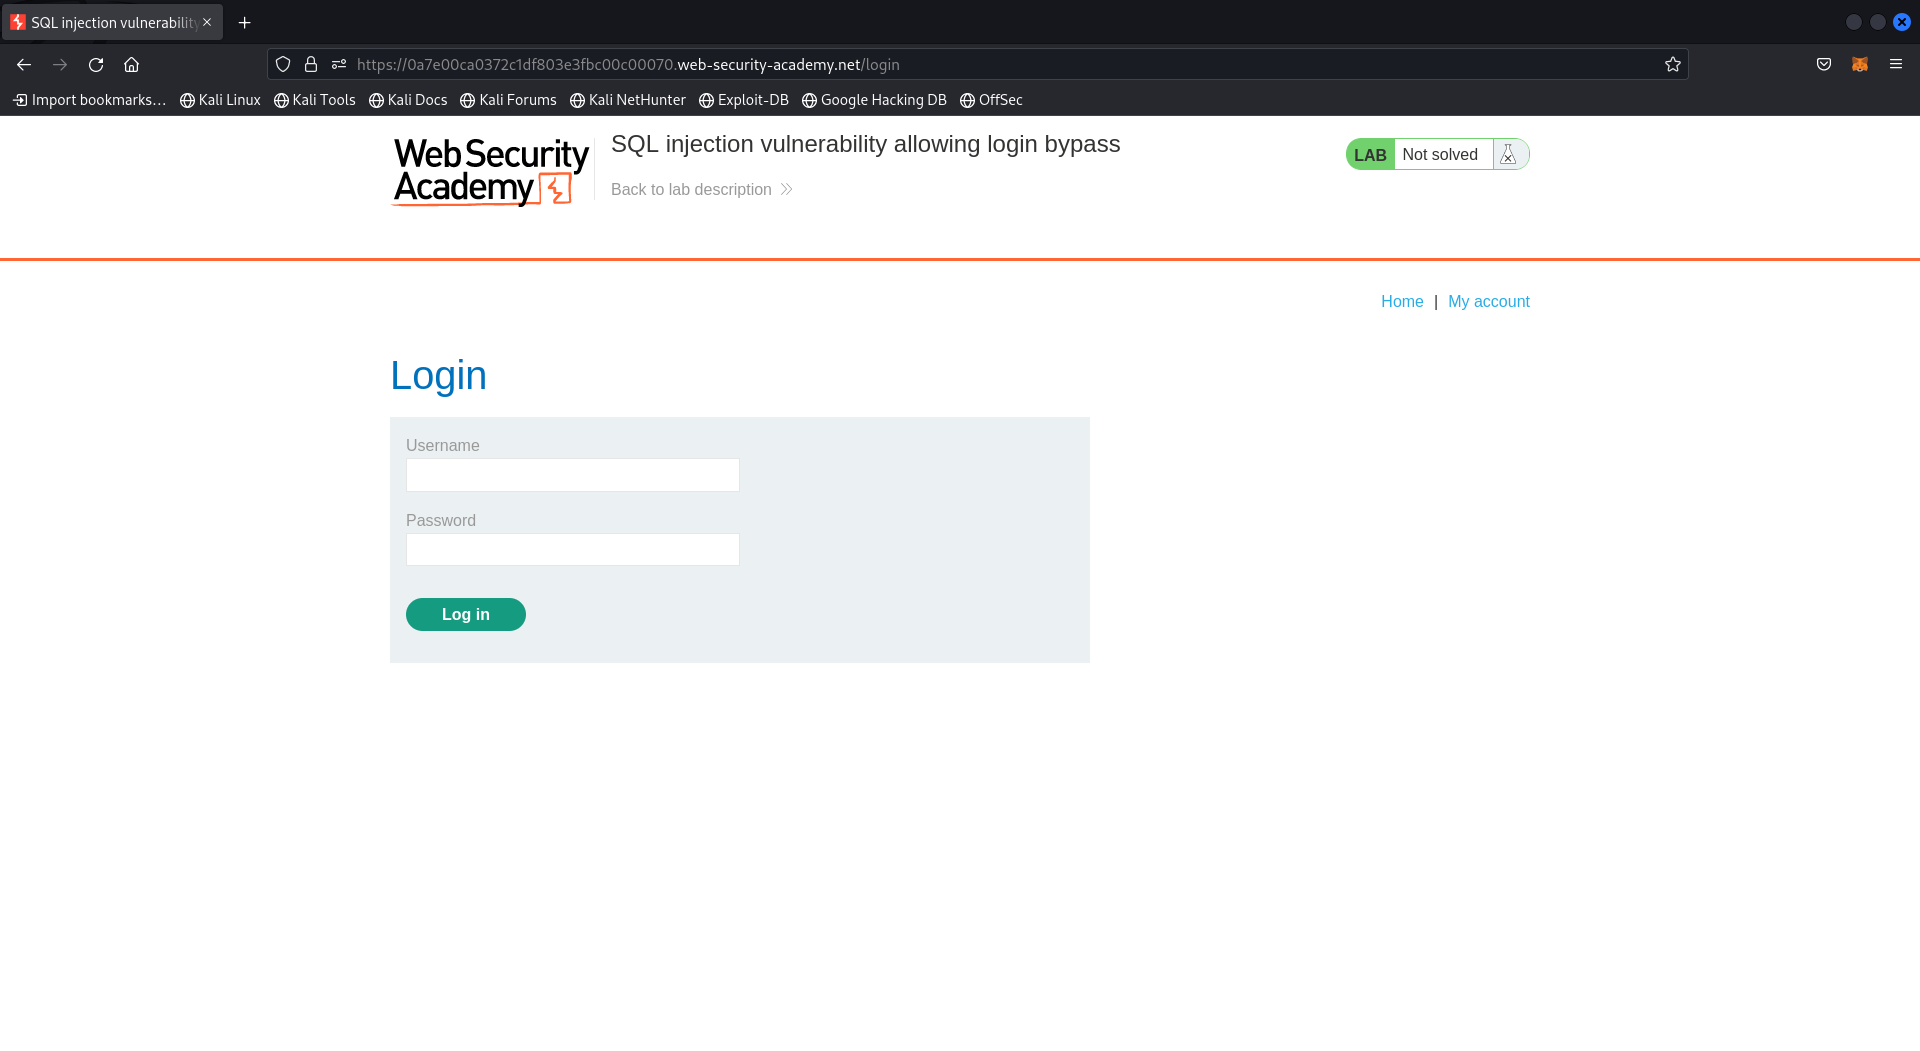 SQL injection vulnerability
https://0a7e00ca0372c1df803e3fbc00c00070.web-security-academy.net/login
Import bookmarks... Kali Linux Kali Tools Kali Docs Kali Forums Kali NetHunter Exploit-DB Google Hacking DB OffSec
Web Security
Academy
SQL injection vulnerability allowing login bypass
Back to lab description
LAB Not solved
Home | My account
Login
Username
Password
Log in